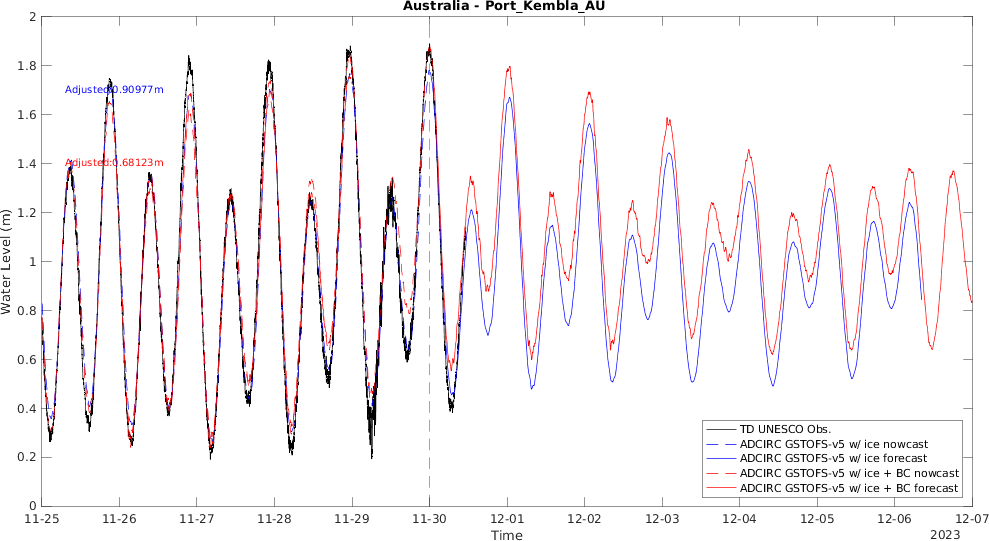 Australia - Port_Kembla_AU
2
1.8
1.6
1.4
1.2
1
0.8
0.6
0.4
0.2
0
Water Level (m)
Adjusted:0.90977m
Adjusted:0.68123m
TD UNESCO Obs.
ADCIRC GSTOFS-v5 w/ ice nowcast
ADCIRC GSTOFS-v5 w/ ice forecast
ADCIRC GSTOFS-v5 w/ ice + BC nowcast
ADCIRC GSTOFS-v5 w/ ice + BC forecast
11-25 11-26 11-27 11-28 11-29 11-30 12-01 12-02 12-03 12-04 12-05 12-06 12-07
Time
2023